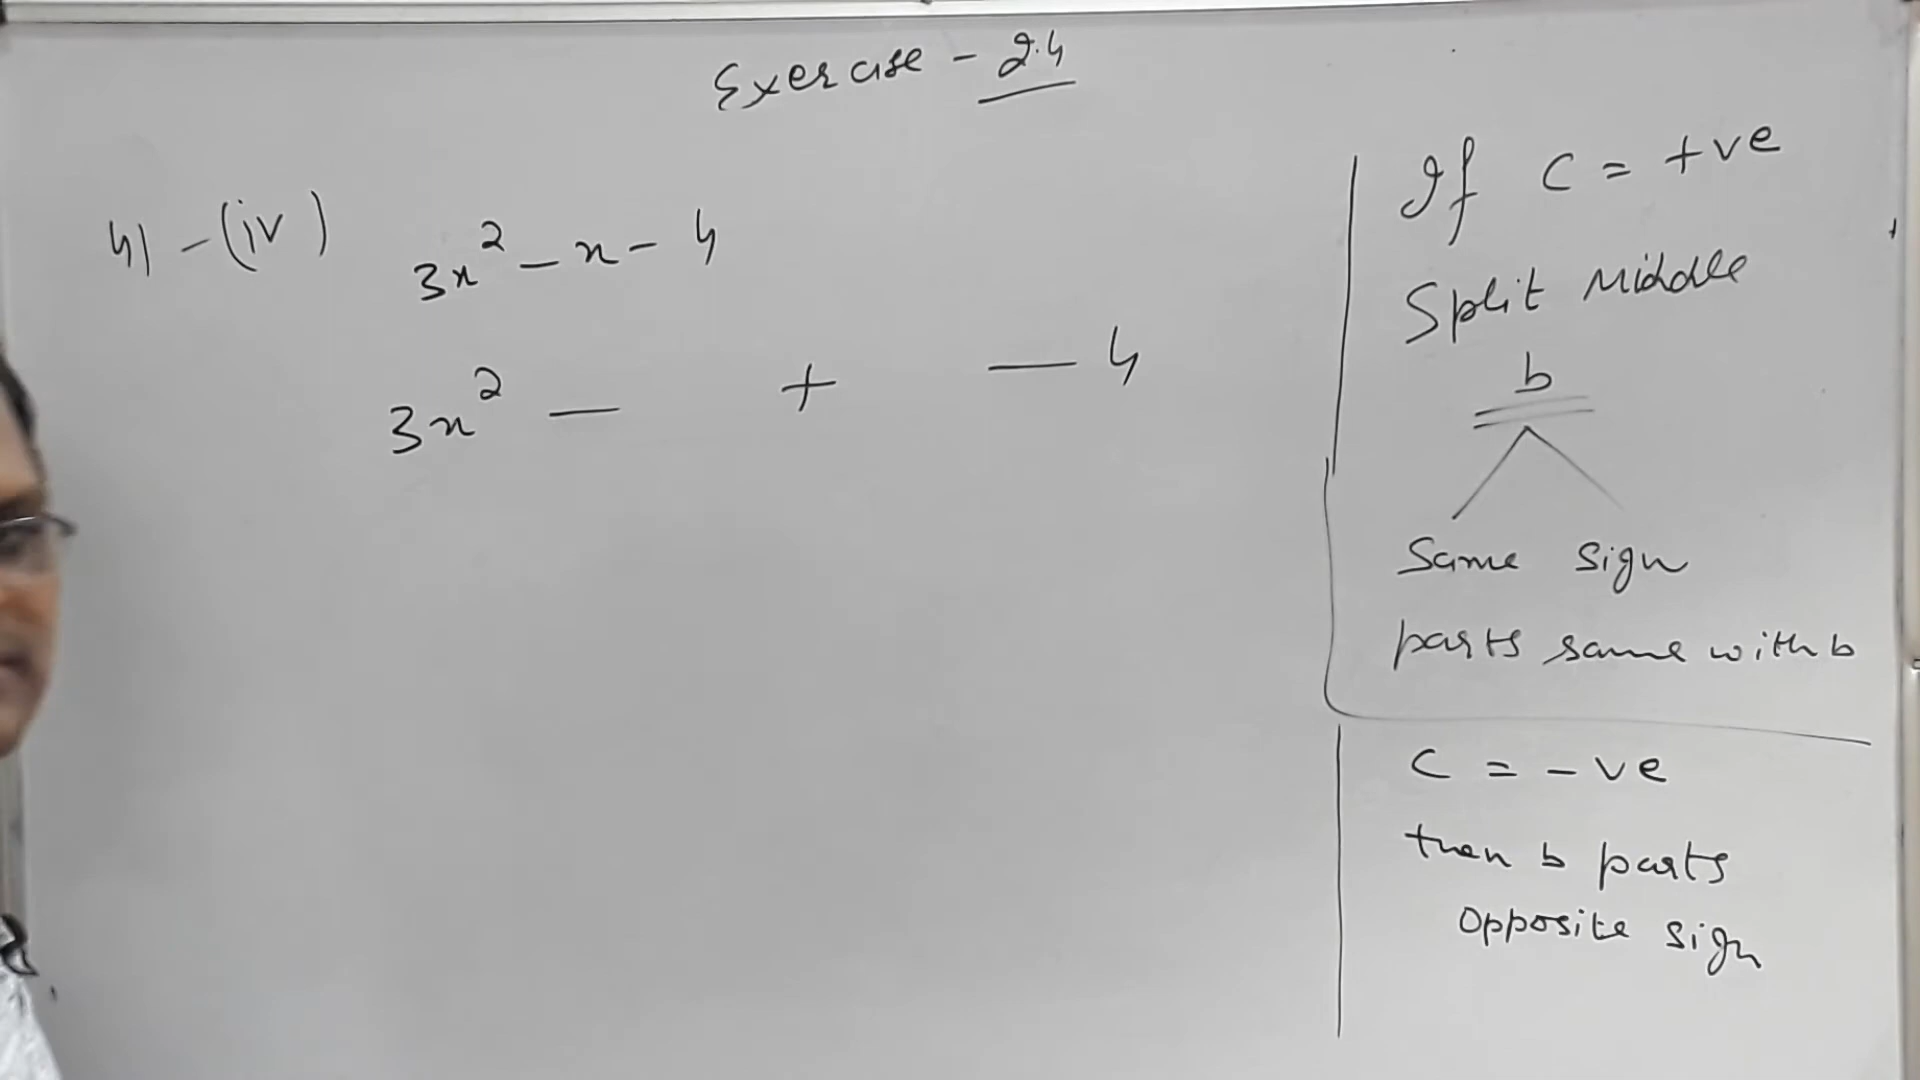 Exercise - 2.4
4) - (iv) 3x² - x - 4
3x² - + - 4
If C = +ve
Split Middle
b
Same sign
parts same with b
C = -ve
then b parts
opposite sign